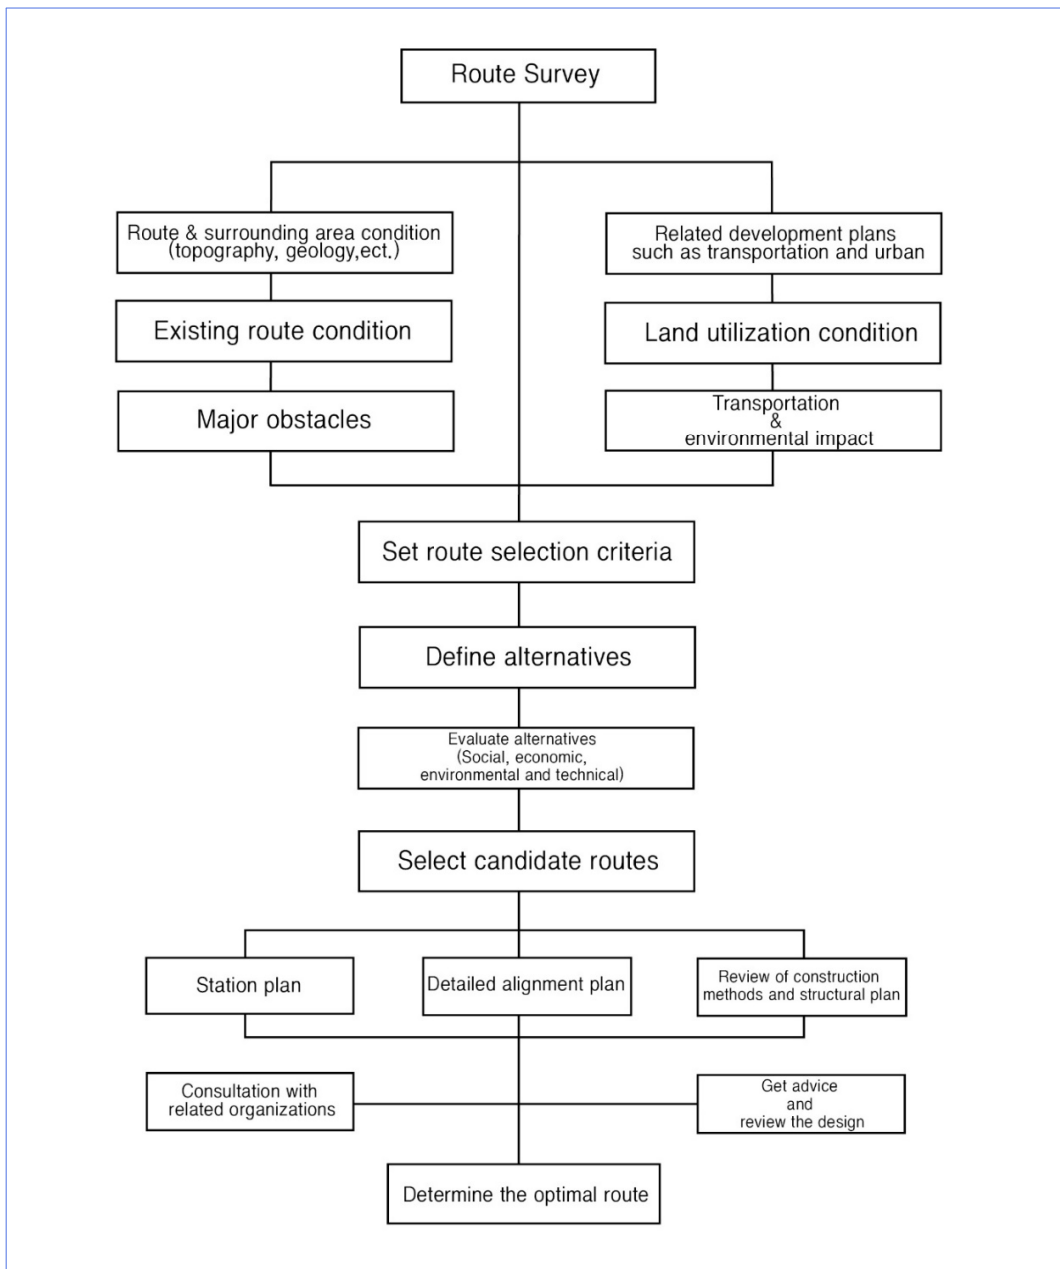 Route Survey
Route & surrounding area condition
(topography, geology,ect.)
Existing route condition
Major obstacles
Related development plans
such as transportation and urban
Land utilization condition
Transportation
&
environmental impact
Set route selection criteria
Define alternatives
Evaluate alternatives
(Social, economic,
environmental and technical)
Select candidate routes
Station plan
Detailed alignment plan
Review of construction
methods and structural plan
Consultation with
related organizations
Get advice
and
review the design
Determine the optimal route